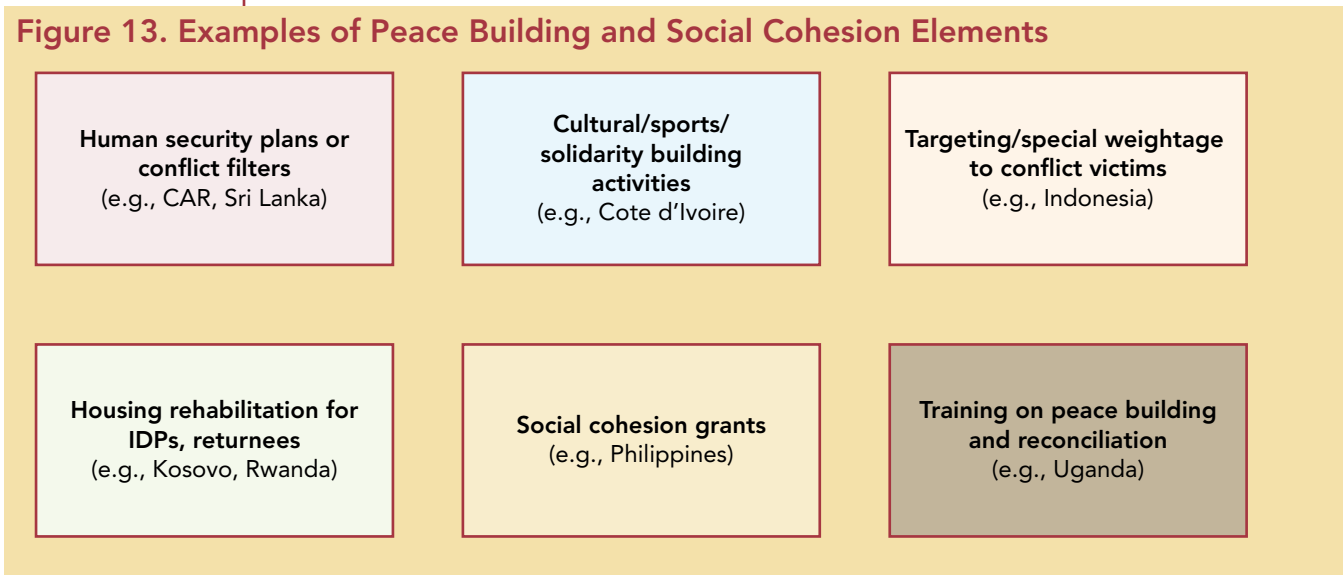 Figure 13. Examples of Peace Building and Social Cohesion Elements
Human security plans or
conflict filters
(e.g., CAR, Sri Lanka)
Cultural/sports/
solidarity building
activities
(e.g., Cote d’Ivoire)
Targeting/special weightage
to conflict victims
(e.g., Indonesia)
Housing rehabilitation for
IDPs, returnees
(e.g., Kosovo, Rwanda)
Social cohesion grants
(e.g., Philippines)
Training on peace building
and reconciliation
(e.g., Uganda)